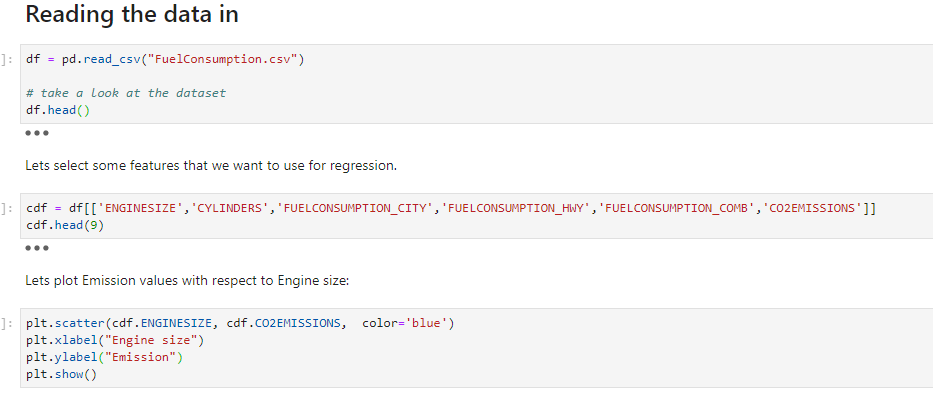 Reading the data in
]: df = pd.read_csv("FuelConsumption.csv")
# take a look at the dataset
df.head()
•••
Lets select some features that we want to use for regression.
]: cdf = df[['ENGINESIZE','CYLINDERS','FUELCONSUMPTION_CITY','FUELCONSUMPTION_HWY','FUELCONSUMPTION_COMB','CO2EMISSIONS']]
cdf.head(9)
•••
Lets plot Emission values with respect to Engine size:
]: plt.scatter(cdf.ENGINESIZE, cdf.CO2EMISSIONS,  color='blue')
plt.xlabel("Engine size")
plt.ylabel("Emission")
plt.show()